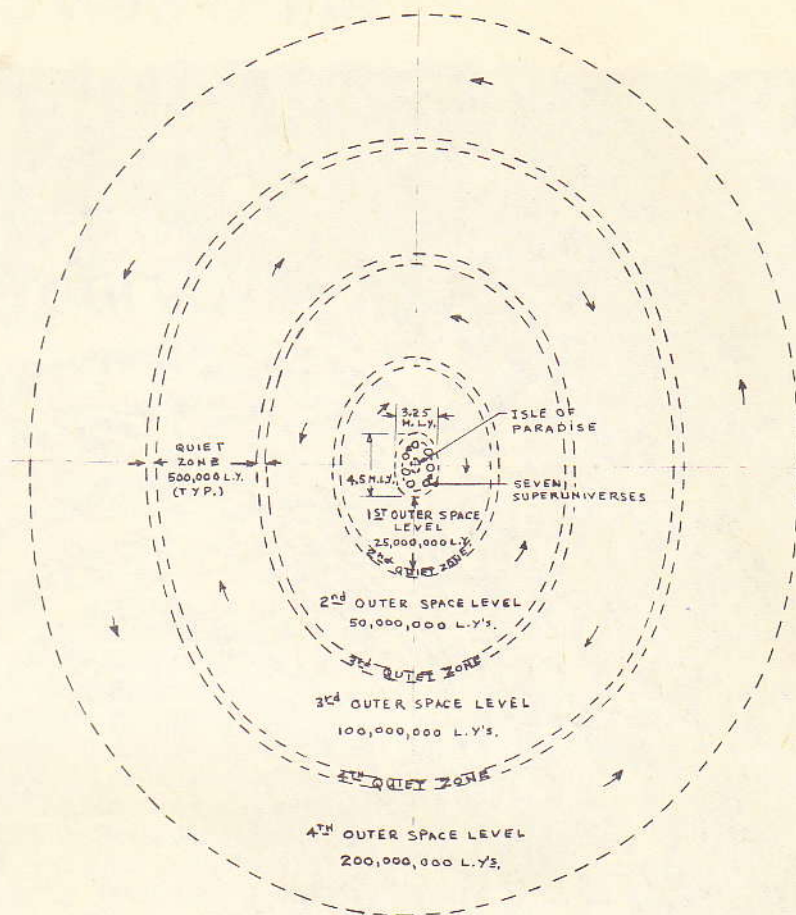 3.25
M.L.Y.
ISLE OF
PARADISE
QUIET
ZONE
500,000 L.Y.
(TYP.)
4.5 M.L.Y.
SEVEN
SUPERUNIVERSES
1ST OUTER SPACE
LEVEL
25,000,000 L.Y.
2nd QUIET ZONE
2nd OUTER SPACE LEVEL
50,000,000 L.Y's.
3rd QUIET ZONE
3rd OUTER SPACE LEVEL
100,000,000 L.Y's.
4TH QUIET ZONE
4TH OUTER SPACE LEVEL
200,000,000 L.Y's.